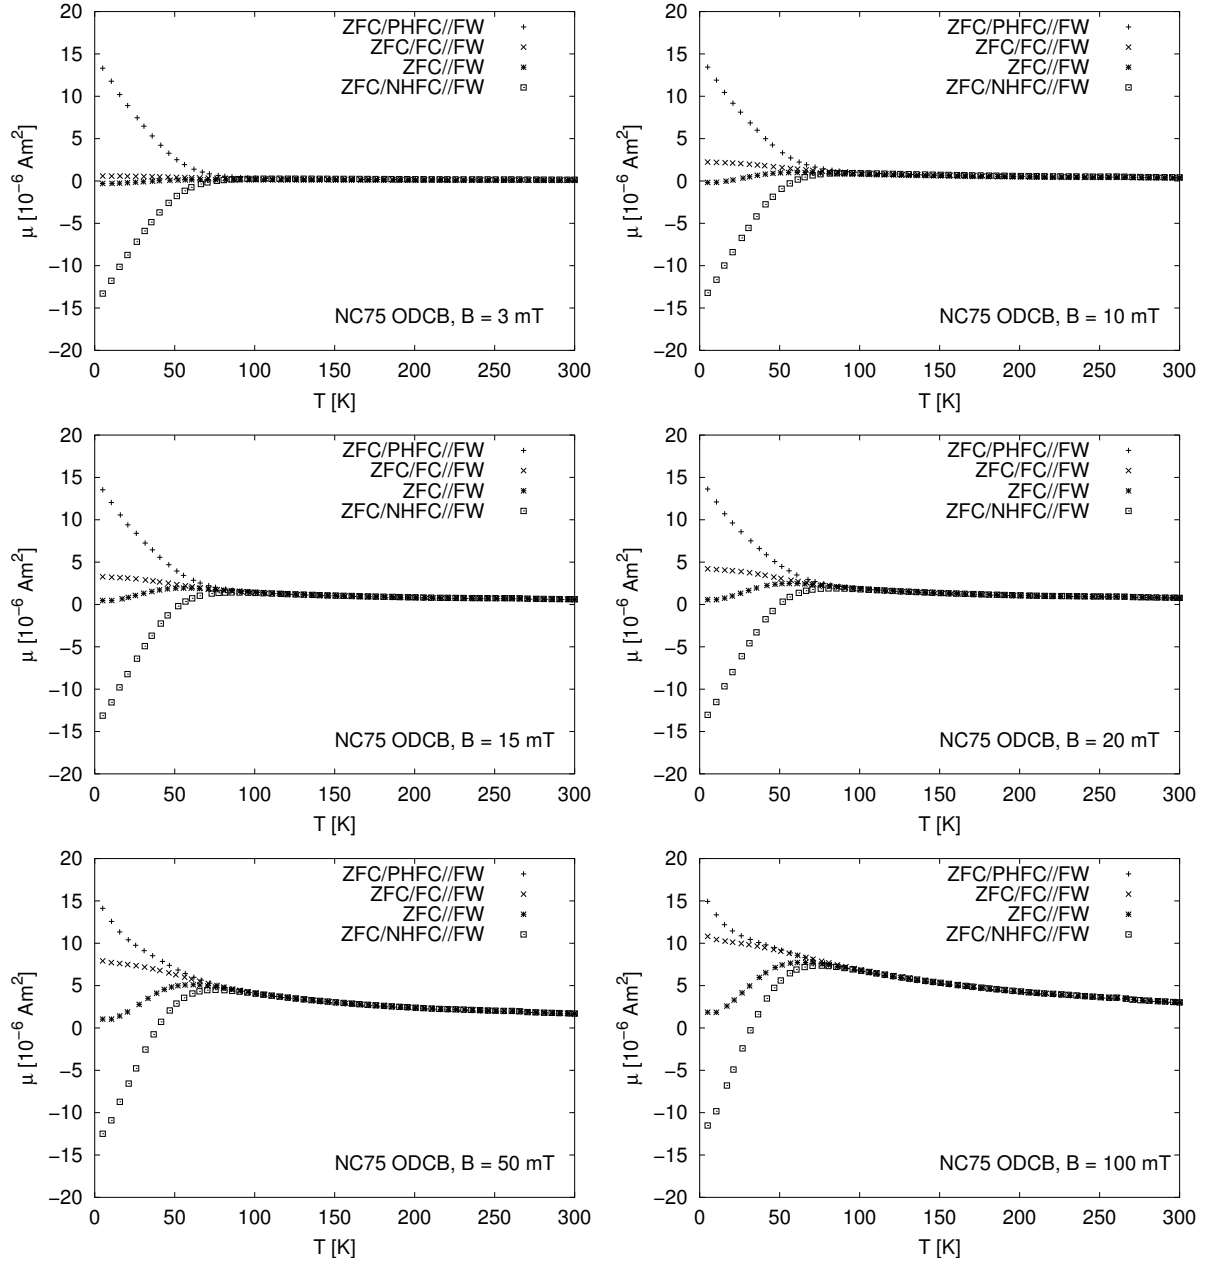 ZFC/PHFC//FW
ZFC/FC//FW
ZFC//FW
ZFC/NHFC//FW
20
15
10
5
0
−5
−10
−15
−20
μ [10⁻⁶ Am²]
NC75 ODCB, B = 3 mT
0 50 100 150 200 250 300
T [K]
ZFC/PHFC//FW
ZFC/FC//FW
ZFC//FW
ZFC/NHFC//FW
20
15
10
5
0
−5
−10
−15
−20
μ [10⁻⁶ Am²]
NC75 ODCB, B = 10 mT
0 50 100 150 200 250 300
T [K]
ZFC/PHFC//FW
ZFC/FC//FW
ZFC//FW
ZFC/NHFC//FW
20
15
10
5
0
−5
−10
−15
−20
μ [10⁻⁶ Am²]
NC75 ODCB, B = 15 mT
0 50 100 150 200 250 300
T [K]
ZFC/PHFC//FW
ZFC/FC//FW
ZFC//FW
ZFC/NHFC//FW
20
15
10
5
0
−5
−10
−15
−20
μ [10⁻⁶ Am²]
NC75 ODCB, B = 20 mT
0 50 100 150 200 250 300
T [K]
ZFC/PHFC//FW
ZFC/FC//FW
ZFC//FW
ZFC/NHFC//FW
20
15
10
5
0
−5
−10
−15
−20
μ [10⁻⁶ Am²]
NC75 ODCB, B = 50 mT
0 50 100 150 200 250 300
T [K]
ZFC/PHFC//FW
ZFC/FC//FW
ZFC//FW
ZFC/NHFC//FW
20
15
10
5
0
−5
−10
−15
−20
μ [10⁻⁶ Am²]
NC75 ODCB, B = 100 mT
0 50 100 150 200 250 300
T [K]